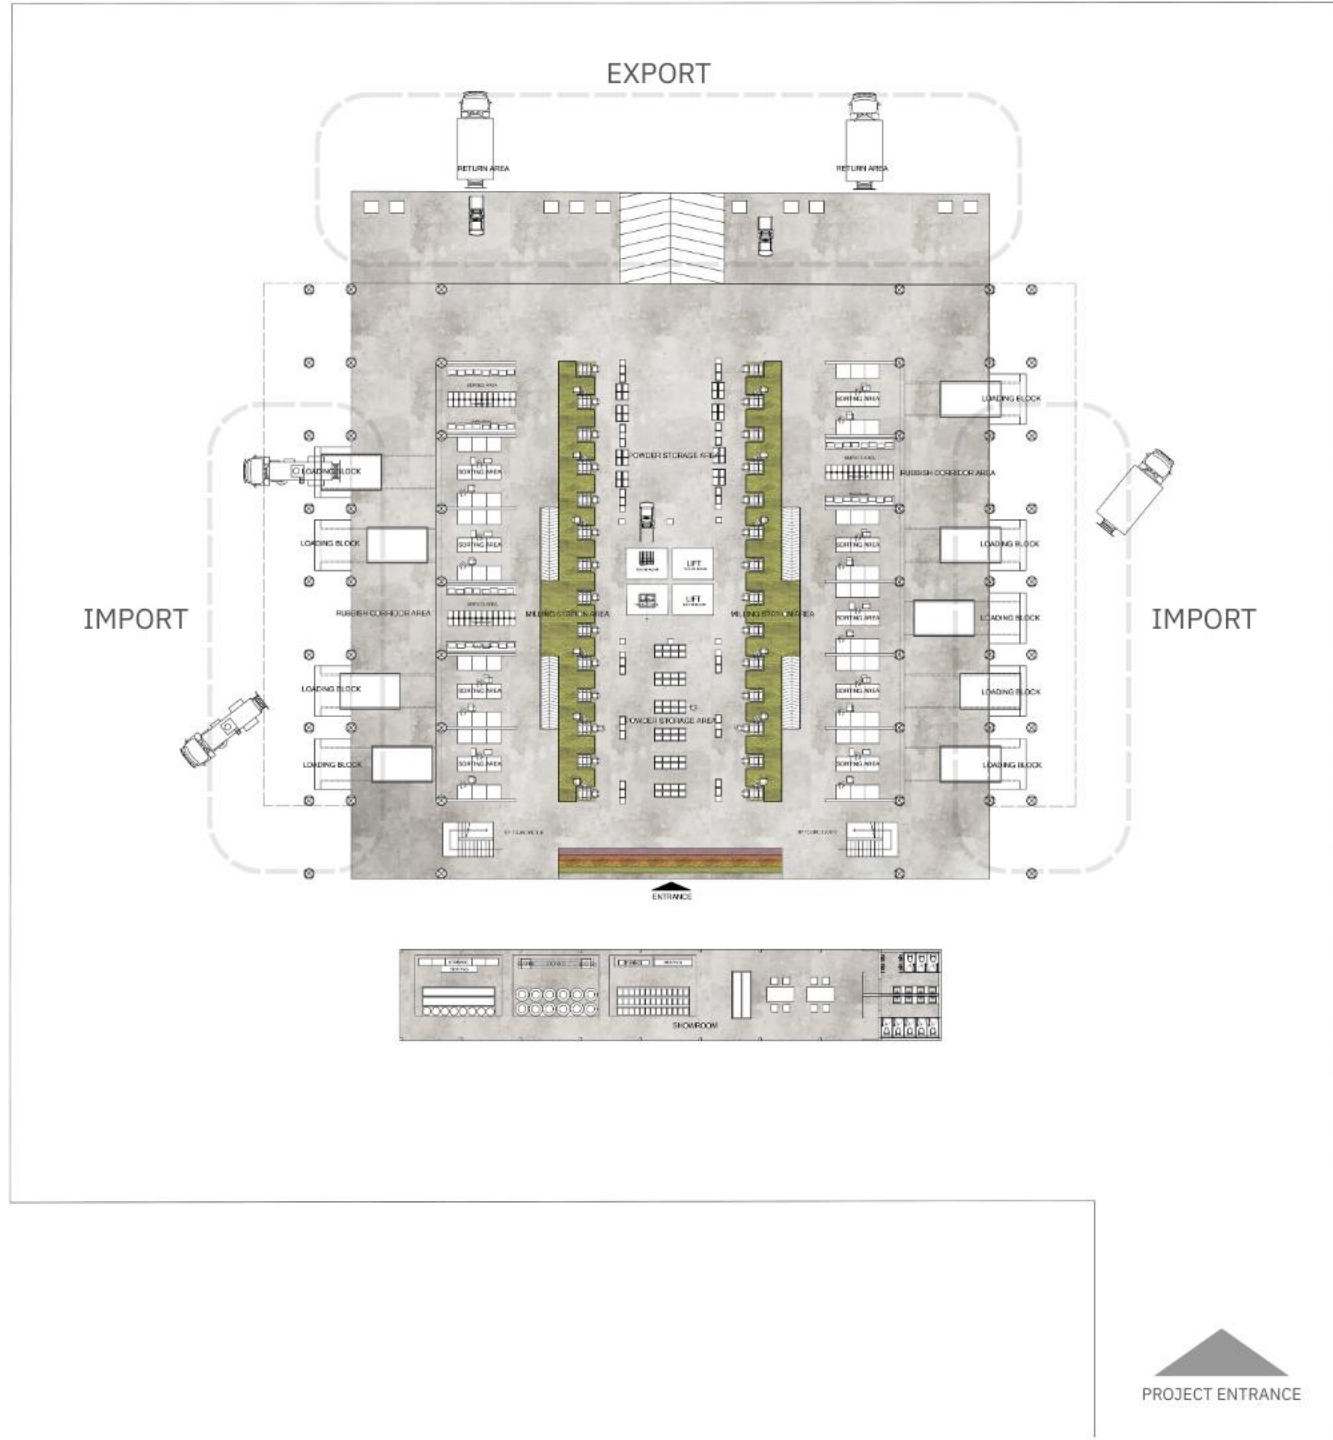 EXPORT
RETURN AREA
RETURN AREA
SORTING AREA
LOADING BLOCK
POWDER STORAGE AREA
LOADING BLOCK
SORTING AREA
RUBBISH CORRIDOR AREA
LOADING BLOCK
SORTING AREA
SORTING AREA
LOADING BLOCK
LIFT
LIFT
IMPORT
RUBBISH CORRIDOR AREA
MILLING STATION AREA
MILLING STATION AREA
SORTING AREA
LOADING BLOCK
IMPORT
LOADING BLOCK
SORTING AREA
SORTING AREA
LOADING BLOCK
POWDER STORAGE AREA
LOADING BLOCK
SORTING AREA
SORTING AREA
LOADING BLOCK
ENTRANCE
SHOWROOM
PROJECT ENTRANCE